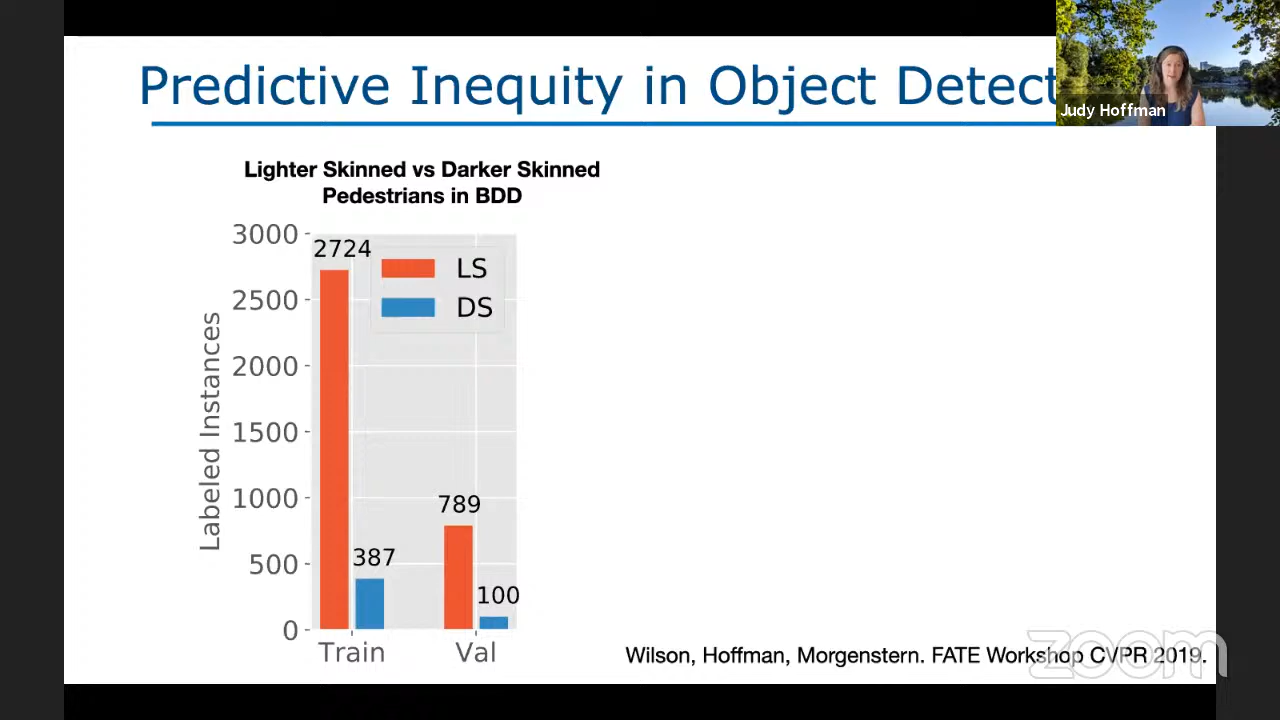 Predictive Inequity in Object Detect
Judy Hoffman
Lighter Skinned vs Darker Skinned
Pedestrians in BDD
3000
2724
LS
DS
2500
2000
1500
1000
789
500
387
100
0
Labeled Instances
Train
Val
Wilson, Hoffman, Morgenstern. FATE Workshop CVPR 2019.
zoom